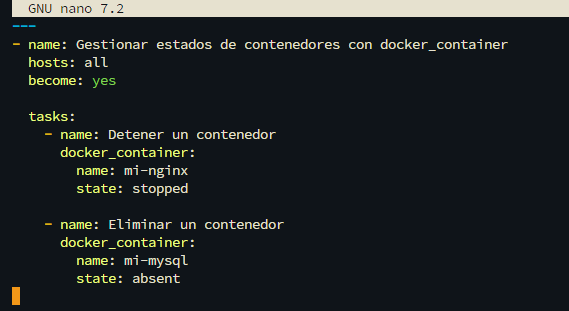 GNU nano 7.2
---
- name: Gestionar estados de contenedores con docker_container
  hosts: all
  become: yes

  tasks:
    - name: Detener un contenedor
      docker_container:
        name: mi-nginx
        state: stopped

    - name: Eliminar un contenedor
      docker_container:
        name: mi-mysql
        state: absent